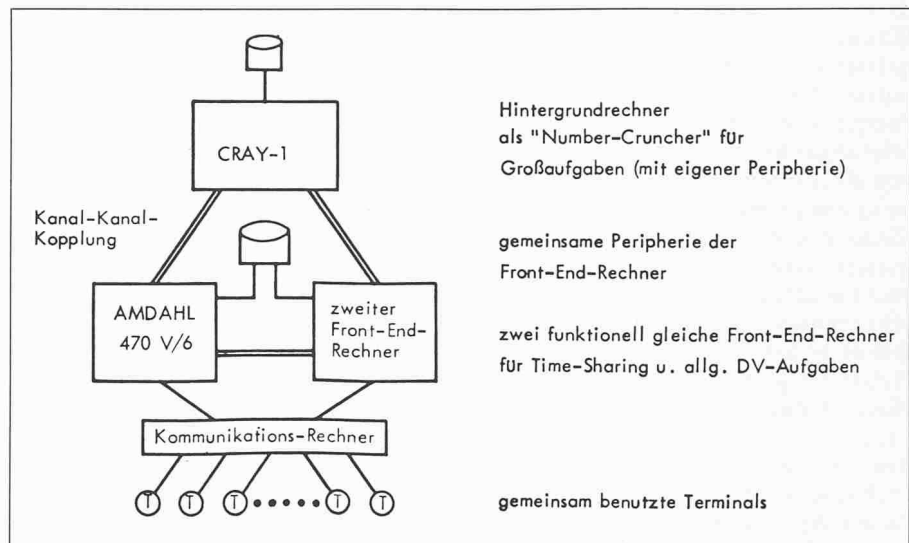 CRAY-1
Hintergrundrechner
als "Number-Cruncher" für
Großaufgaben (mit eigener Peripherie)
Kanal-Kanal-
Kopplung
gemeinsame Peripherie der
Front-End-Rechner
AMDAHL
470 V/6
zweiter
Front-End-
Rechner
zwei funktionell gleiche Front-End-Rechner
für Time-Sharing u. allg. DV-Aufgaben
Kommunikations-Rechner
T T T T T
gemeinsam benutzte Terminals